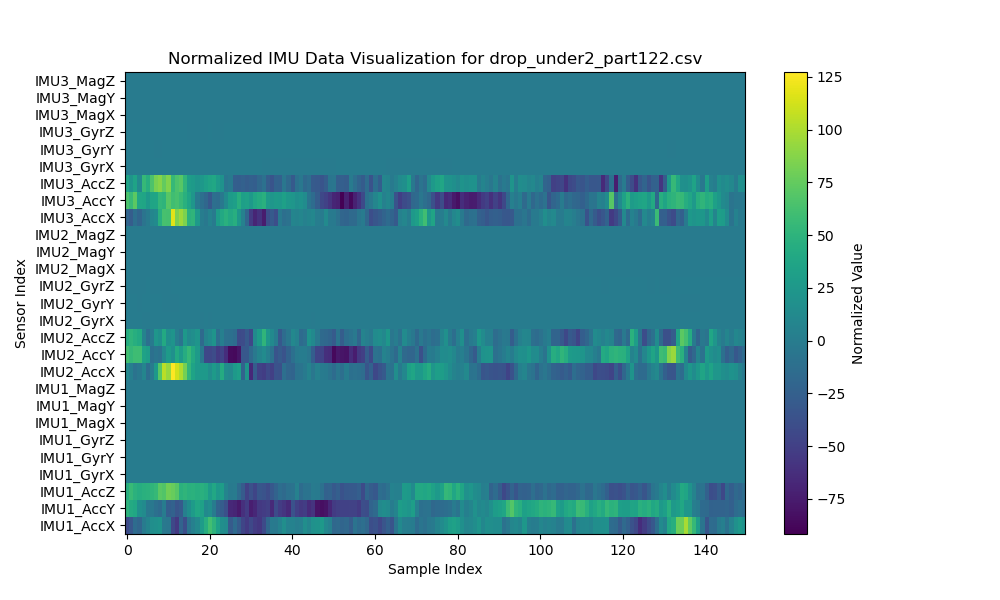 Normalized IMU Data Visualization for drop_under2_part122.csv
IMU3_MagZ
IMU3_MagY
IMU3_MagX
IMU3_GyrZ
IMU3_GyrY
IMU3_GyrX
IMU3_AccZ
IMU3_AccY
IMU3_AccX
IMU2_MagZ
IMU2_MagY
IMU2_MagX
IMU2_GyrZ
IMU2_GyrY
IMU2_GyrX
IMU2_AccZ
IMU2_AccY
IMU2_AccX
IMU1_MagZ
IMU1_MagY
IMU1_MagX
IMU1_GyrZ
IMU1_GyrY
IMU1_GyrX
IMU1_AccZ
IMU1_AccY
IMU1_AccX
Sensor Index
0 20 40 60 80 100 120 140
Sample Index
125
100
75
50
25
0
−25
−50
−75
Normalized Value